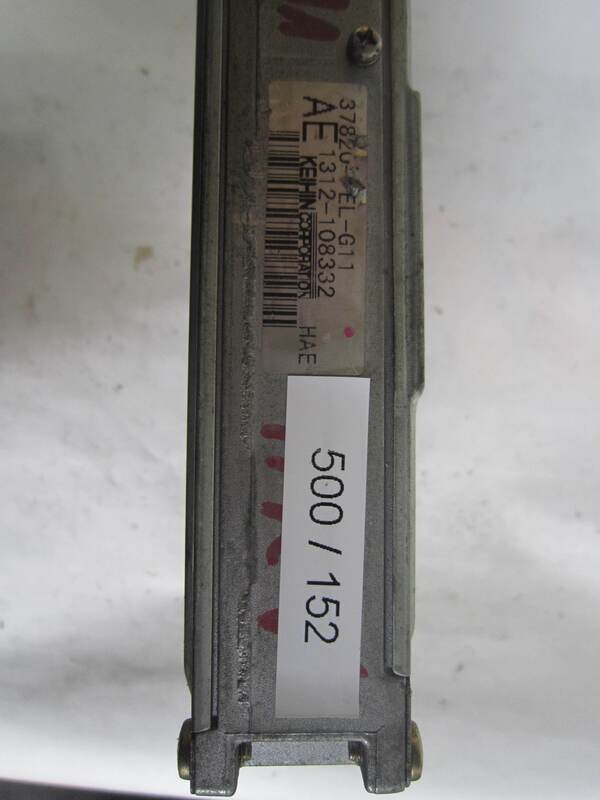 AE 1312-108332
KEIHIN CORPORATION
HAE
500 / 152